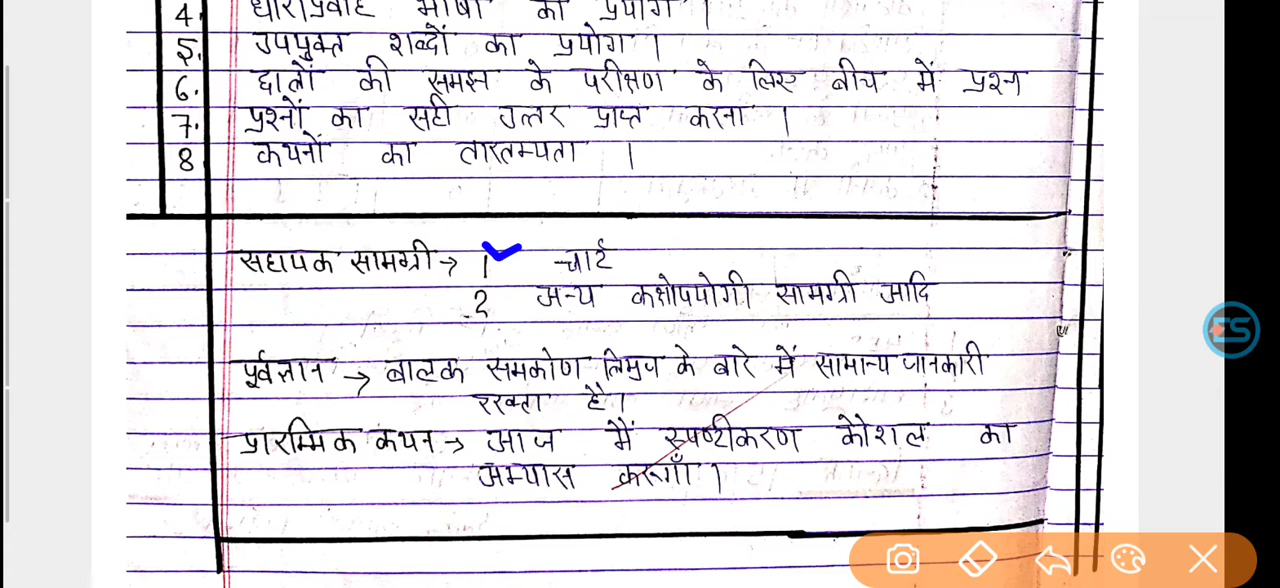 4. धाराप्रवाह भाषा का प्रयोग ।
5. उपयुक्त शब्दों का प्रयोग ।
6. छात्रों की समझ के परीक्षण के लिए बीच में प्रश्न
7. प्रश्नों का सही उत्तर प्राप्त करना ।
8 कथनों का तारतम्यता ।
सहायक सामग्री → 1 चार्ट
2 अन्य कक्षोपयोगी सामग्री आदि
पूर्वज्ञान → बालक समकोण त्रिभुज के बारे में सामान्य जानकारी
रखता है।
प्रारम्भिक कथन → आज मैं स्पष्टीकरण कौशल का
अभ्यास करूगाँ ।